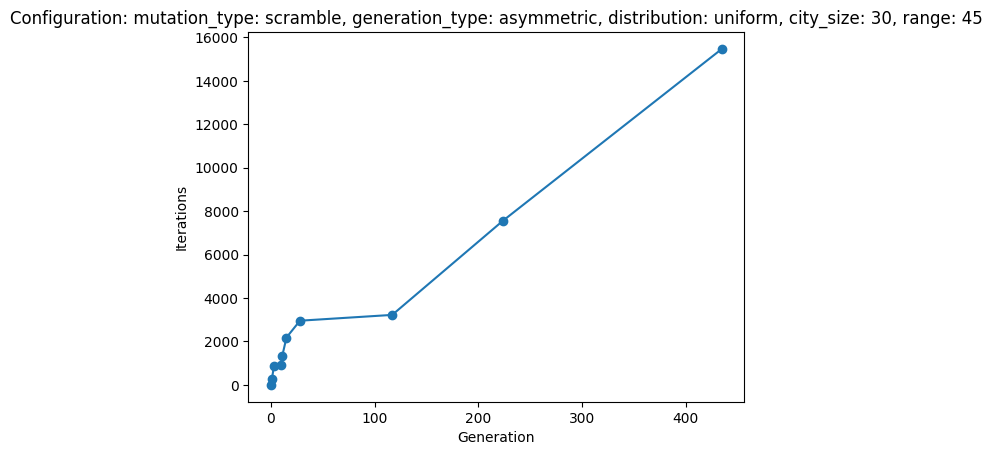 Configuration: mutation_type: scramble, generation_type: asymmetric, distribution: uniform, city_size: 30, range: 45
16000
14000
12000
10000
8000
6000
4000
2000
0
Iterations
0 100 200 300 400
Generation